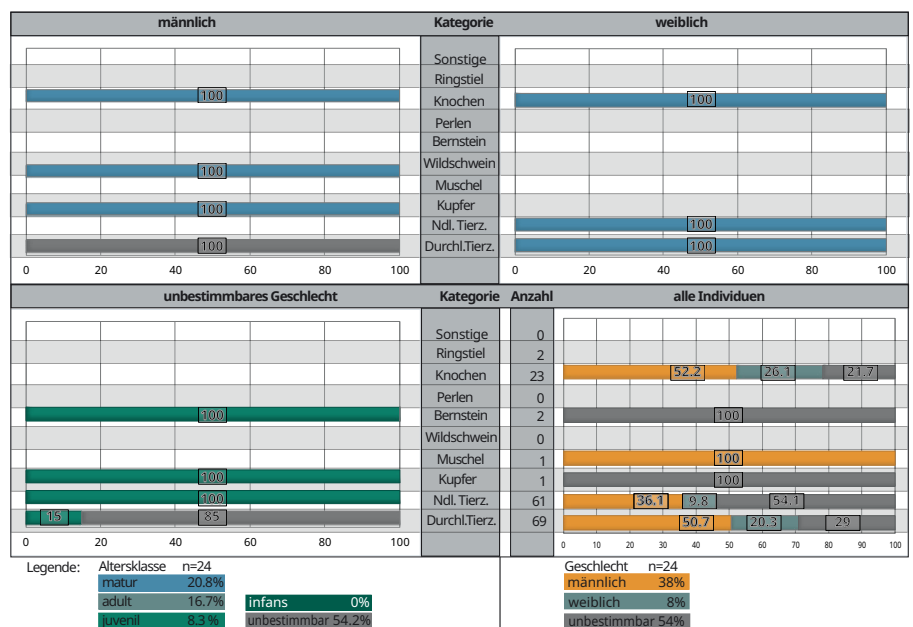 männlich Kategorie weiblich
Sonstige
Ringstiel
100 Knochen 100
Perlen
Bernstein
100 Wildschwein
Muschel
100 Kupfer
Ndl. Tierz. 100
100 Durchl.Tierz. 100
0 20 40 60 80 100 0 20 40 60 80 100
unbestimmbares Geschlecht Kategorie Anzahl alle Individuen
Sonstige 0
Ringstiel 2
Knochen 23 52.2 26.1 21.7
Perlen 0
100 Bernstein 2 100
Wildschwein 0
Muschel 1 100
100 Kupfer 1 100
100 Ndl. Tierz. 61 36.1 9.8 54.1
15 85 Durchl.Tierz. 69 50.7 20.3 29
0 20 40 60 80 100 0 10 20 30 40 50 60 70 80 90 100
Legende: Altersklasse n=24 Geschlecht n=24
matur 20.8% männlich 38%
adult 16.7% infans 0% weiblich 8%
juvenil 8.3 % unbestimmbar 54.2% unbestimmbar 54%